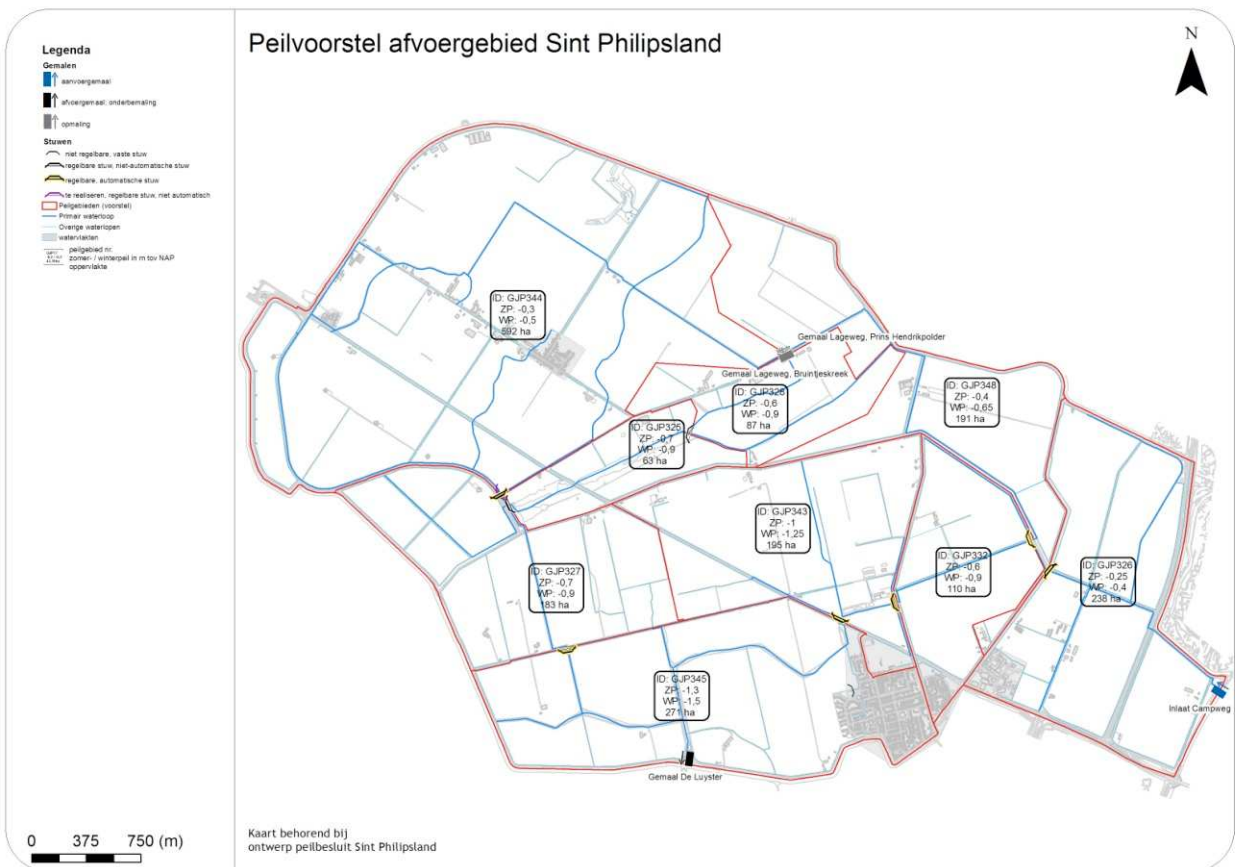 Peilvoorstel afvoergebied Sint Philipsland
N
Legenda
Gemalen
aanvoergemaal
afvoergemaal; onderbemaling
opmaling
Stuwen
niet regelbare, vaste stuw
regelbare stuw, niet-automatische stuw
regelbare, automatische stuw
te realiseren, regelbare stuw, niet automatisch
Peilgebieden (voorstel)
Primair waterloop
Overige waterlopen
watervlakten
peilgebied nr.
zomer- / winterpeil in m tov NAP
oppervlakte
ID: GJP344
ZP: -0,3
WP: -0,5
592 ha
Gemaal Lageweg, Prins Hendrikpolder
Gemaal Lageweg, Bruintjeskreek
ZP: -0,6
WP: -0,9
87 ha
ID: GJP348
ZP: -0,4
WP: -0,65
191 ha
ID: GJP325
ZP: -0,7
WP: -0,9
63 ha
ID: GJP343
ZP: -1
WP: -1,25
195 ha
ID: GJP332
ZP: -0,6
WP: -0,9
110 ha
ID: GJP326
ZP: -0,25
WP: -0,4
238 ha
ID: GJP327
ZP: -0,7
WP: -0,9
183 ha
ID: GJP345
ZP: -1,3
WP: -1,5
271 ha
Inlaat Campweg
Gemaal De Luyster
0 375 750 (m)
Kaart behorend bij
ontwerp peilbesluit Sint Philipsland